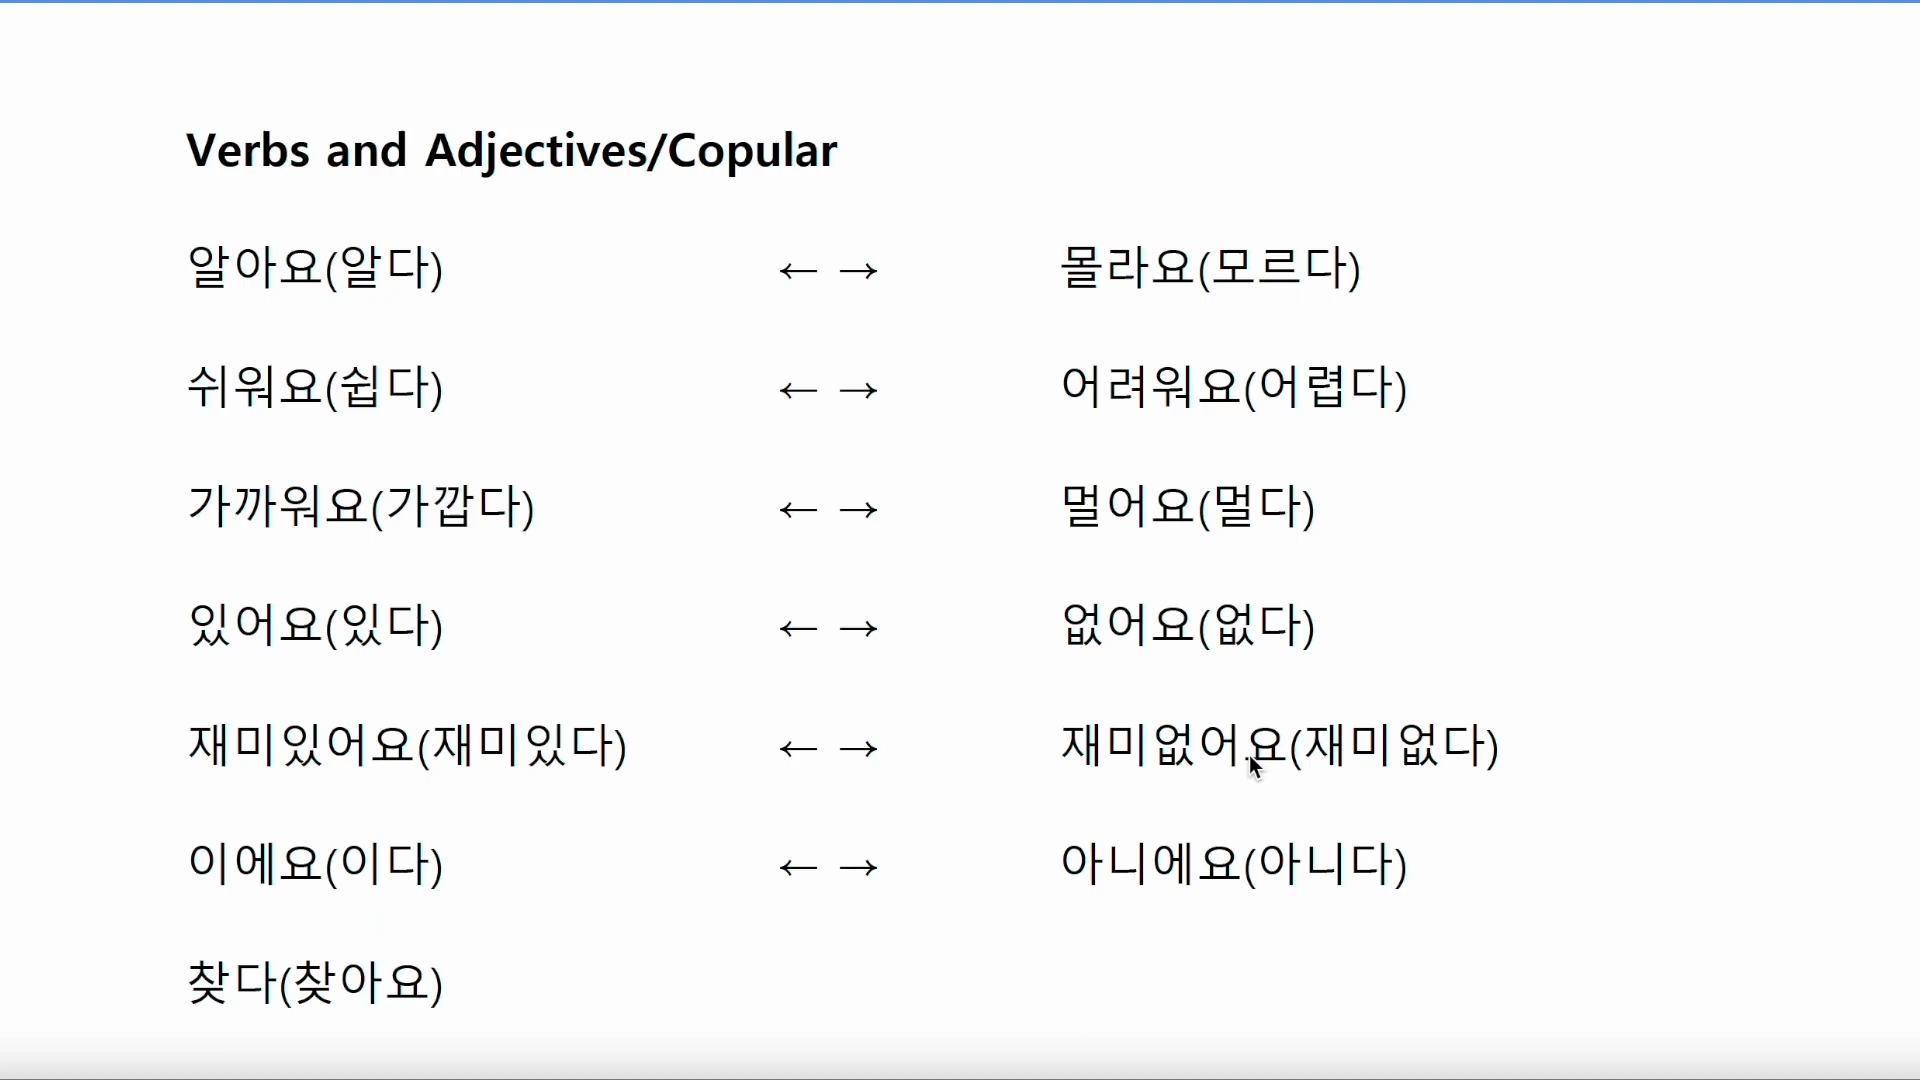 Verbs and Adjectives/Copular
알아요(알다) ← → 몰라요(모르다)
쉬워요(쉽다) ← → 어려워요(어렵다)
가까워요(가깝다) ← → 멀어요(멀다)
있어요(있다) ← → 없어요(없다)
재미있어요(재미있다) ← → 재미없어요(재미없다)
이에요(이다) ← → 아니에요(아니다)
찾다(찾아요)